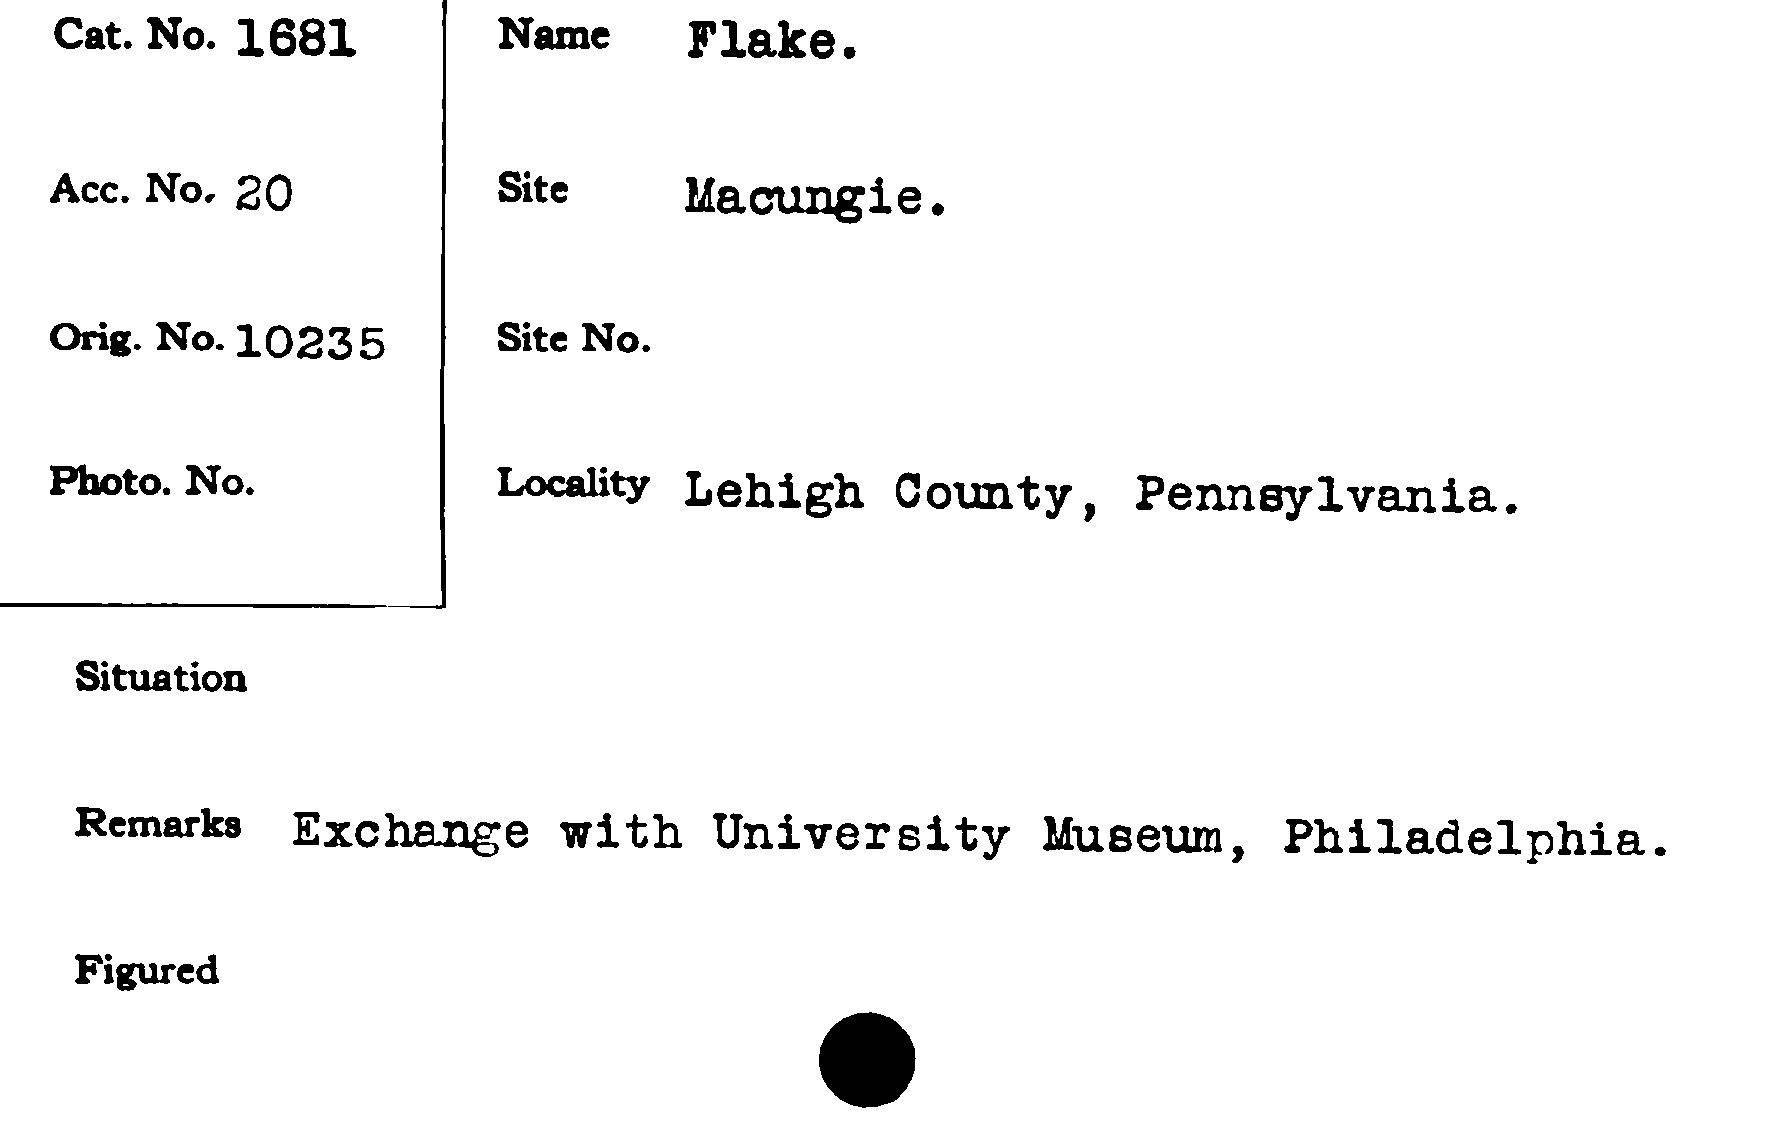 Cat. No. 1681
Acc. No. 20
Orig. No. 10235
Photo. No.
Name Flake.
Site Macungie.
Site No.
Locality Lehigh County, Pennsylvania.
Situation
Remarks Exchange with University Museum, Philadelphia.
Figured